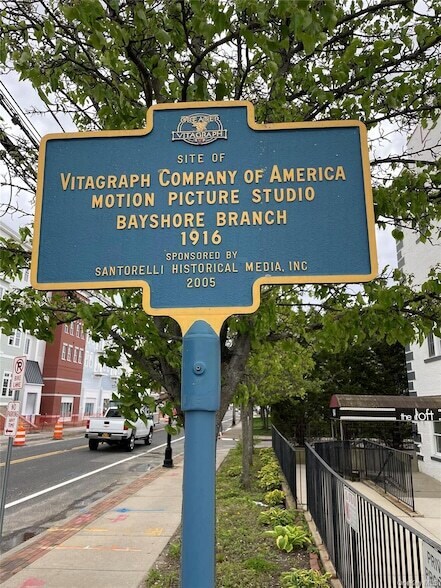 VITAGRAPH
SITE OF
VITAGRAPH COMPANY OF AMERICA
MOTION PICTURE STUDIO
BAYSHORE BRANCH
1916
SPONSORED BY
SANTORELLI HISTORICAL MEDIA, INC
2005
the loft